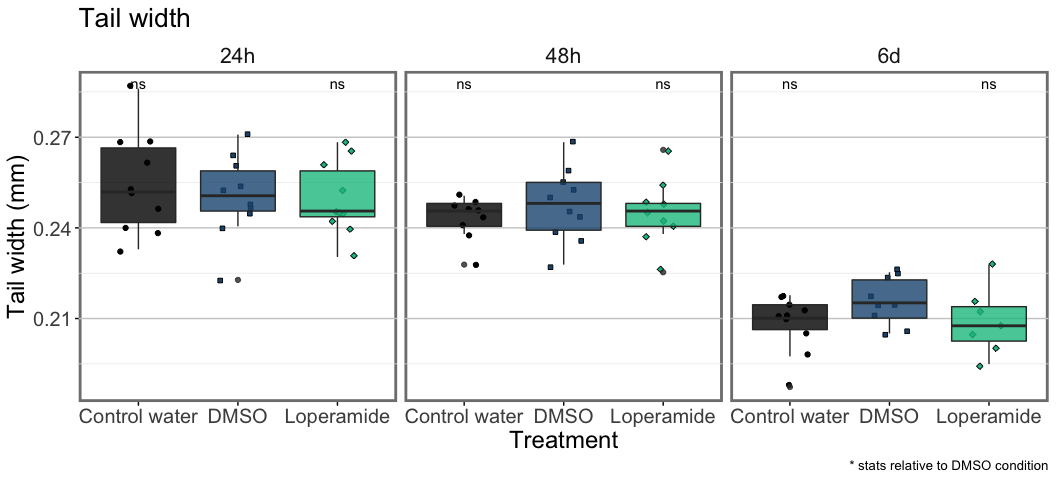 Tail width
24h
48h
6d
ns
ns
ns
ns
ns
ns
0.27
0.24
0.21
Tail width (mm)
Control water
DMSO
Loperamide
Control water
DMSO
Loperamide
Control water
DMSO
Loperamide
Treatment
* stats relative to DMSO condition